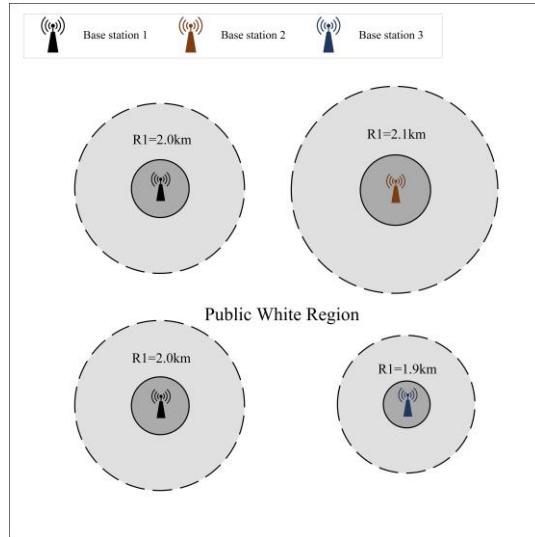 Base station 1
Base station 2
Base station 3
R1=2.0km
R1=2.1km
Public White Region
R1=2.0km
R1=1.9km